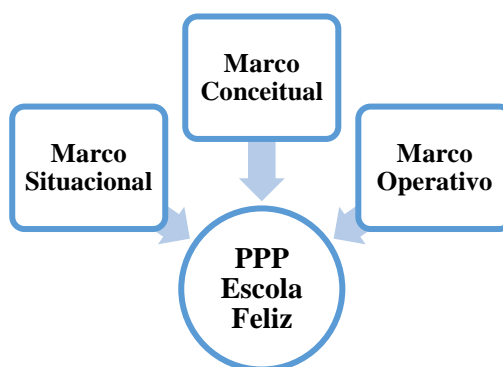 Marco
Conceitual
Marco
Situacional
Marco
Operativo
PPP
Escola
Feliz